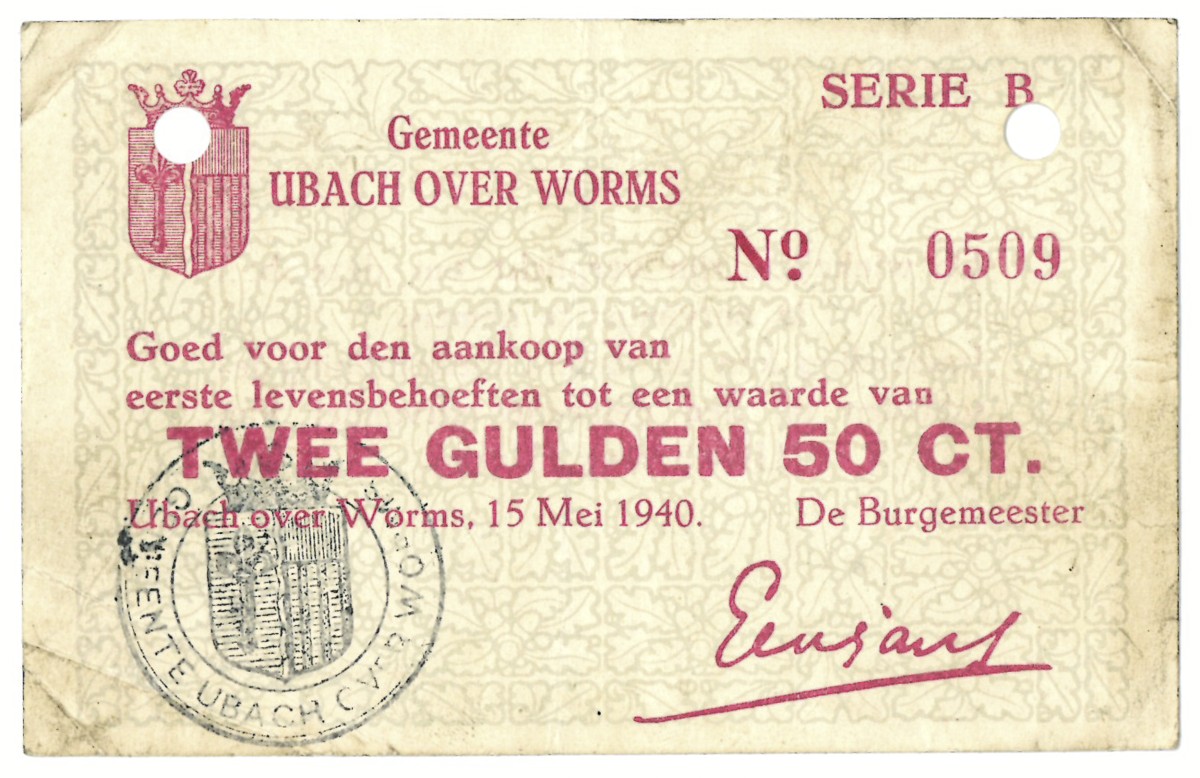 SERIE B
Gemeente
UBACH OVER WORMS
Nº. 0509
Goed voor den aankoop van
eerste levensbehoeften tot een waarde van
TWEE GULDEN 50 CT.
Ubach over Worms, 15 Mei 1940. De Burgemeester
GEMEENTE UBACH OVER WORMS